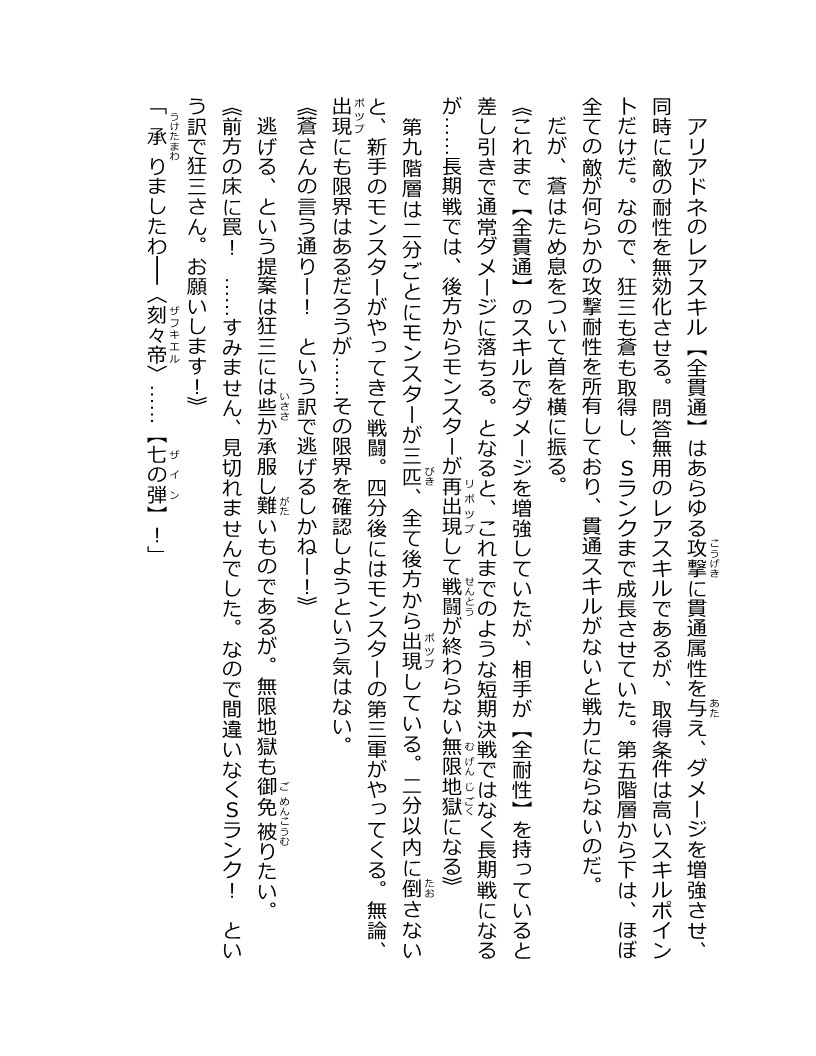 アリアドネのレアスキル【全貫通】はあらゆる攻撃に貫通属性を与え、ダメージを増強させ、
同時に敵の耐性を無効化させる。問答無用のレアスキルであるが、取得条件は高いスキルポイン
トだけだ。なので、狂三も蒼も取得し、Ｓランクまで成長させていた。第五階層から下は、ほぼ
全ての敵が何らかの攻撃耐性を所有しており、貫通スキルがないと戦力にならないのだ。
　だが、蒼はため息をついて首を横に振る。
《これまで【全貫通】のスキルでダメージを増強していたが、相手が【全耐性】を持っていると
差し引きで通常ダメージに落ちる。となると、これまでのような短期決戦ではなく長期戦になる
が……長期戦では、後方からモンスターが再出現して戦闘が終わらない無限地獄になる》
　第九階層は二分ごとにモンスターが三匹、全て後方から出現している。二分以内に倒さない
と、新手のモンスターがやってきて戦闘。四分後にはモンスターの第三軍がやってくる。無論、
出現にも限界はあるだろうが……その限界を確認しようという気はない。
《蒼さんの言う通りー！　という訳で逃げるしかねー！》
　逃げる、という提案は狂三には些か承服し難いものであるが。無限地獄も御免被りたい。
《前方の床に罠！　……すみません、見切れませんでした。なので間違いなくＳランク！　とい
う訳で狂三さん。お願いします！》
「承りましたわ──〈刻々帝〉……【七の弾】！」